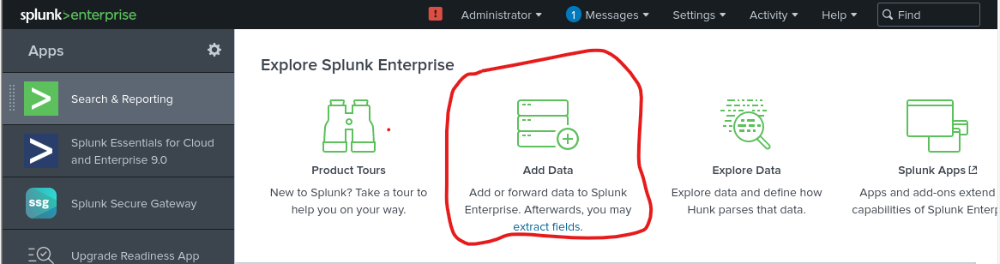 splunk>enterprise
! Administrator ▾ 1 Messages ▾ Settings ▾ Activity ▾ Help ▾ Find
Apps
Search & Reporting
Splunk Essentials for Cloud
and Enterprise 9.0
ssg Splunk Secure Gateway
Upgrade Readiness App
Explore Splunk Enterprise
Product Tours
New to Splunk? Take a tour to
help you on your way.
Add Data
Add or forward data to Splunk
Enterprise. Afterwards, you may
extract fields.
Explore Data
Explore data and define how
Hunk parses that data.
Splunk Apps
Apps and add-ons extend
capabilities of Splunk Enterp